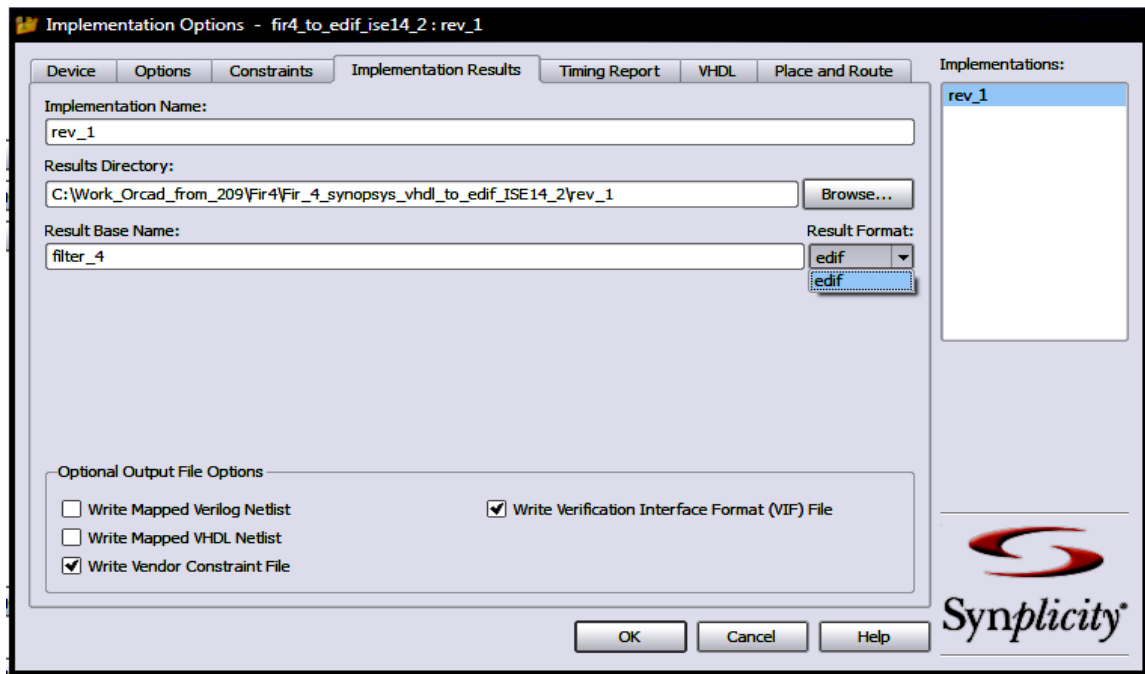 Implementation Options - fir4_to_edif_ise14_2 : rev_1
Device Options Constraints Implementation Results Timing Report VHDL Place and Route
Implementations:
rev_1
Implementation Name:
rev_1
Results Directory:
C:\Work_Orcad_from_209\Fir4\Fir_4_synopsys_vhdl_to_edif_ISE14_2\rev_1 Browse...
Result Base Name: Result Format:
filter_4 edif
edif
Optional Output File Options
Write Mapped Verilog Netlist Write Verification Interface Format (VIF) File
Write Mapped VHDL Netlist
Write Vendor Constraint File
Synplicity®
OK Cancel Help